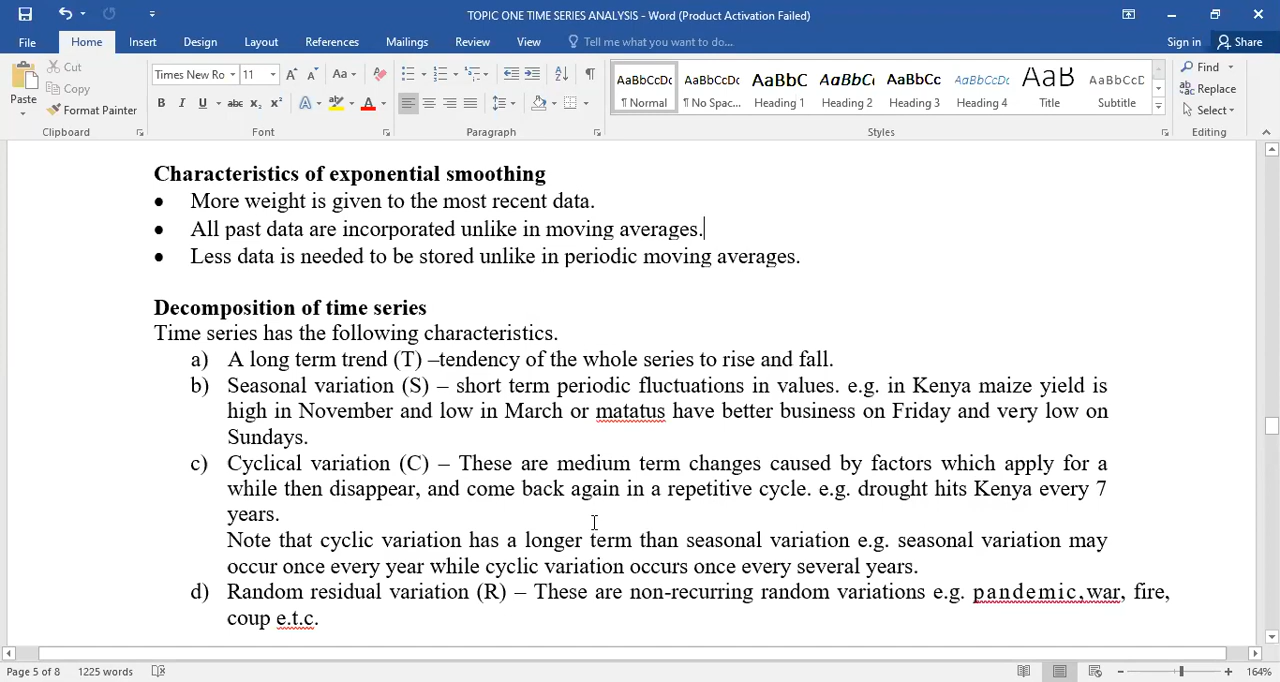 TOPIC ONE TIME SERIES ANALYSIS - Word (Product Activation Failed)
File Home Insert Design Layout References Mailings Review View Tell me what you want to do... Sign in Share
Paste Cut Copy Format Painter Clipboard
Times New Ro 11 Aa Font
B I U abc X₂ X² A A
Paragraph
AaBbCcDc ¶ Normal
AaBbCcDc ¶ No Spac...
AaBbC Heading 1
AaBbC Heading 2
AaBbCc Heading 3
AaBbCcDc Heading 4
AaB Title
AaBbCcD Subtitle
Styles
Find Replace Select Editing
Characteristics of exponential smoothing
• More weight is given to the most recent data.
• All past data are incorporated unlike in moving averages.
• Less data is needed to be stored unlike in periodic moving averages.
Decomposition of time series
Time series has the following characteristics.
a) A long term trend (T) –tendency of the whole series to rise and fall.
b) Seasonal variation (S) – short term periodic fluctuations in values. e.g. in Kenya maize yield is
high in November and low in March or matatus have better business on Friday and very low on
Sundays.
c) Cyclical variation (C) – These are medium term changes caused by factors which apply for a
while then disappear, and come back again in a repetitive cycle. e.g. drought hits Kenya every 7
years.
Note that cyclic variation has a longer term than seasonal variation e.g. seasonal variation may
occur once every year while cyclic variation occurs once every several years.
d) Random residual variation (R) – These are non-recurring random variations e.g. pandemic,war, fire,
coup e.t.c.
Page 5 of 8 1225 words 164%